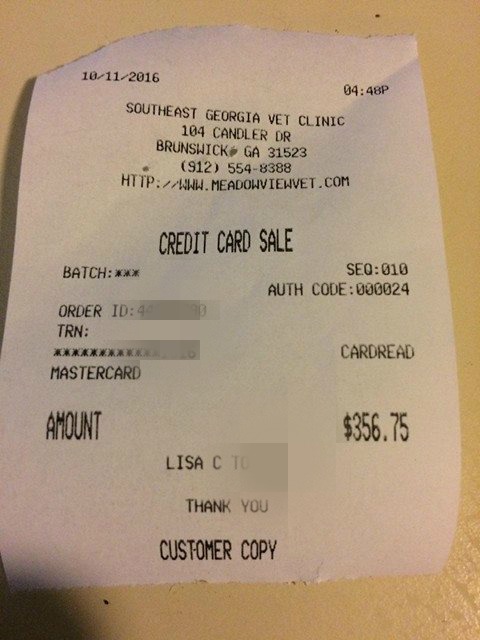 10/11/2016 04:48P
SOUTHEAST GEORGIA VET CLINIC
104 CANDLER DR
BRUNSWICK GA 31523
(912) 554-8388
HTTP://WWW.MEADOWVIEWVET.COM
CREDIT CARD SALE
BATCH:*** SEQ:010
AUTH CODE:000024
ORDER ID:
TRN:
CARDREAD
MASTERCARD
AMOUNT $356.75
LISA C
THANK YOU
CUSTOMER COPY